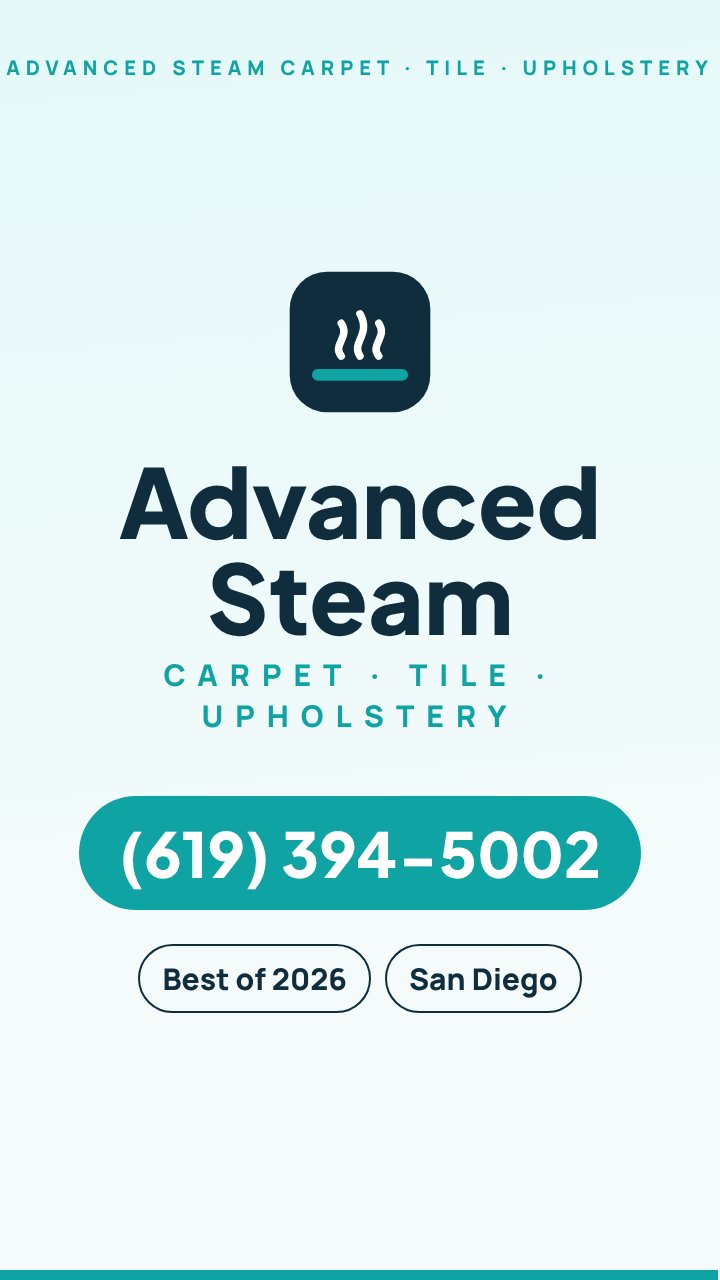 ADVANCED STEAM CARPET · TILE · UPHOLSTERY
Advanced
Steam
CARPET · TILE ·
UPHOLSTERY
(619) 394-5002
Best of 2026
San Diego